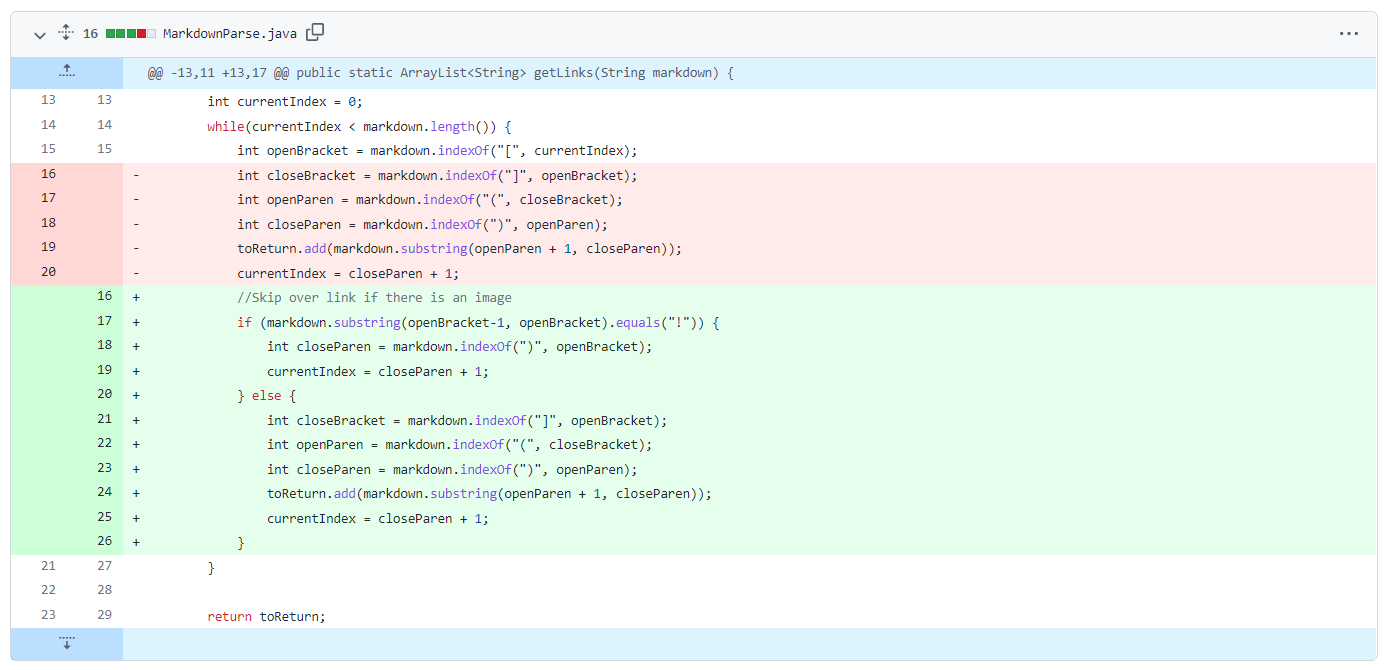 16 MarkdownParse.java
@@ -13,11 +13,17 @@ public static ArrayList<String> getLinks(String markdown) {
13 13 int currentIndex = 0;
14 14 while(currentIndex < markdown.length()) {
15 15 int openBracket = markdown.indexOf("[", currentIndex);
16 - int closeBracket = markdown.indexOf("]", openBracket);
17 - int openParen = markdown.indexOf("(", closeBracket);
18 - int closeParen = markdown.indexOf(")", openParen);
19 - toReturn.add(markdown.substring(openParen + 1, closeParen));
20 - currentIndex = closeParen + 1;
16 + //Skip over link if there is an image
17 + if (markdown.substring(openBracket-1, openBracket).equals("!")) {
18 + int closeParen = markdown.indexOf(")", openBracket);
19 + currentIndex = closeParen + 1;
20 + } else {
21 + int closeBracket = markdown.indexOf("]", openBracket);
22 + int openParen = markdown.indexOf("(", closeBracket);
23 + int closeParen = markdown.indexOf(")", openParen);
24 + toReturn.add(markdown.substring(openParen + 1, closeParen));
25 + currentIndex = closeParen + 1;
26 + }
21 27 }
22 28
23 29 return toReturn;